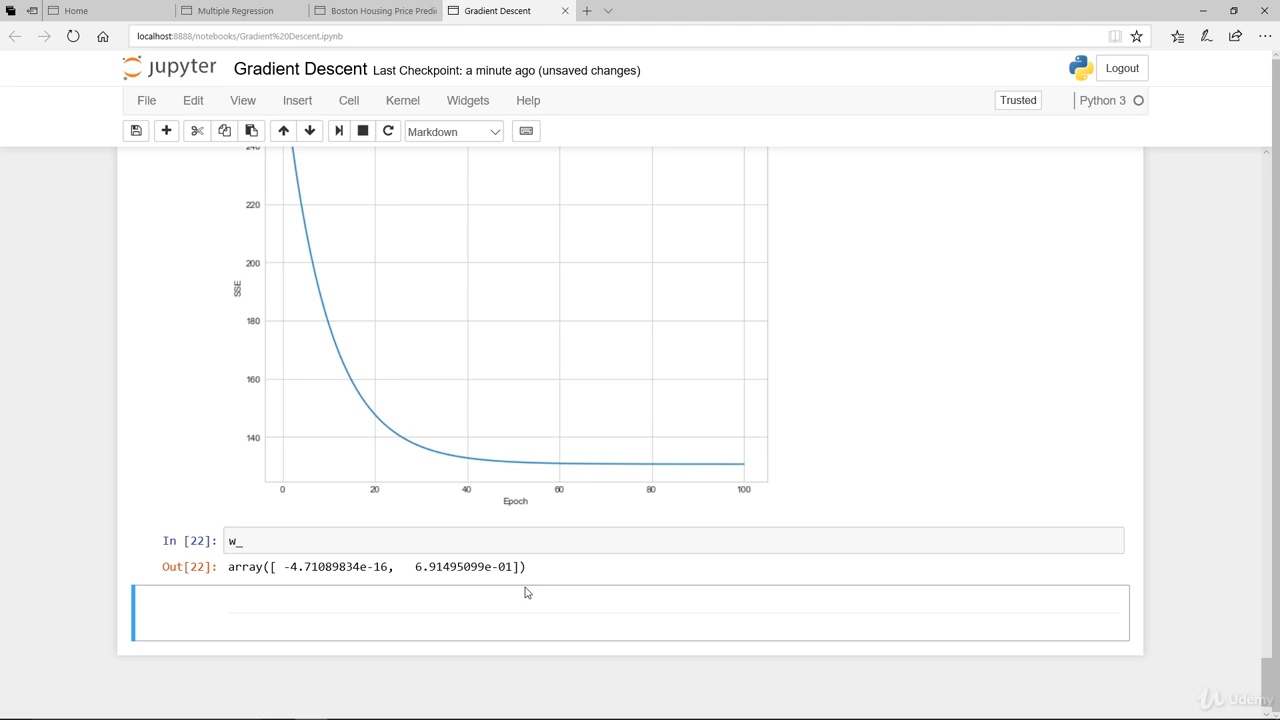 Home
Multiple Regression
Boston Housing Price Predi
Gradient Descent
localhost:8888/notebooks/Gradient%20Descent.ipynb
jupyter
Gradient Descent Last Checkpoint: a minute ago (unsaved changes)
Logout
File Edit View Insert Cell Kernel Widgets Help
Trusted
Python 3
Markdown
240
220
200
180
160
140
SSE
0 20 40 60 80 100
Epoch
In [22]: w_
Out[22]: array([ -4.71089834e-16, 6.91495099e-01])
Udemy